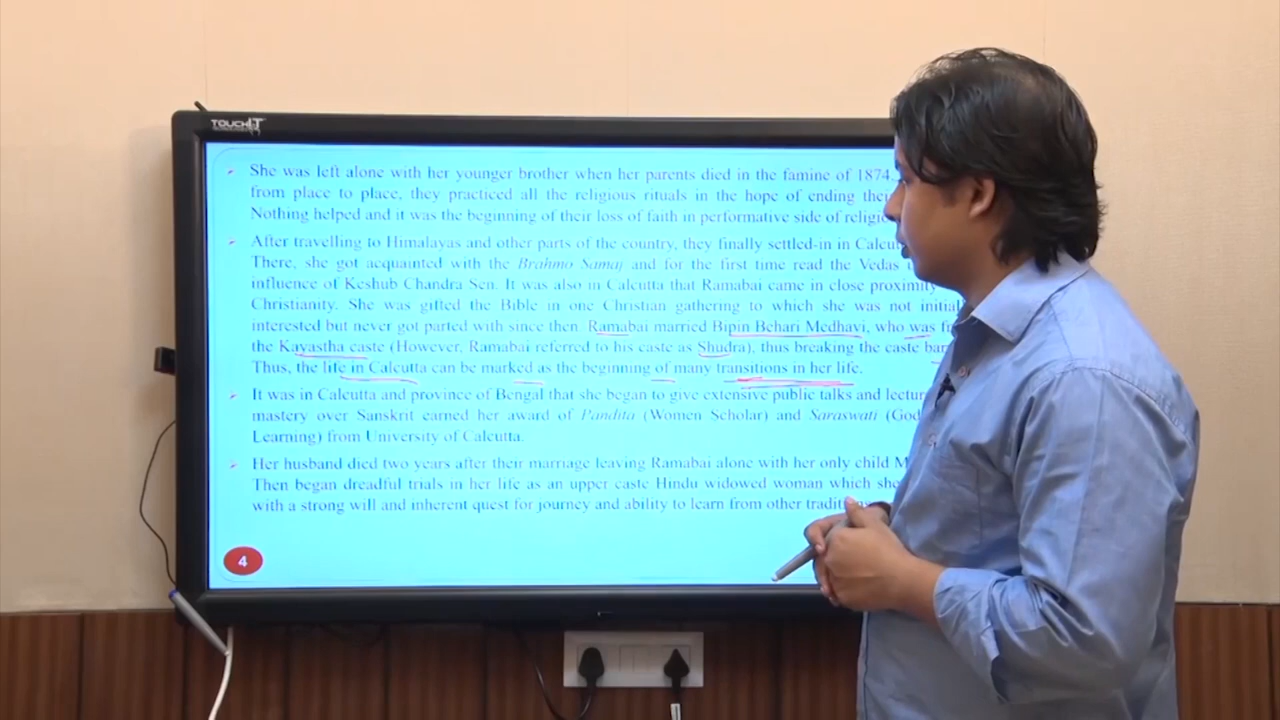 TOUCHIT
She was left alone with her younger brother when her parents died in the famine of 1874.
from place to place, they practiced all the religious rituals in the hope of ending
Nothing helped and it was the beginning of their loss of faith in performative side of
After travelling to Himalayas and other parts of the country, they finally settled-in in
There, she got acquainted with the Brahmo Samaj and for the first time read the Vedas
influence of Keshub Chandra Sen. It was also in Calcutta that Ramabai came in close proximity
Christianity. She was gifted the Bible in one Christian gathering to which she was not
interested but never got parted with since then. Ramabai married Bipin Behari Medhavi, who was
the Kayastha caste (However, Ramabai referred to his caste as Shudra), thus breaking the caste
Thus, the life in Calcutta can be marked as the beginning of many transitions in her life.
It was in Calcutta and province of Bengal that she began to give extensive public talks and
mastery over Sanskrit earned her award of Pandita (Women Scholar) and Saraswati
Learning) from University of Calcutta.
Her husband died two years after their marriage leaving Ramabai alone with her only child
Then began dreadful trials in her life as an upper caste Hindu widowed woman which she
with a strong will and inherent quest for journey and ability to learn from other
4